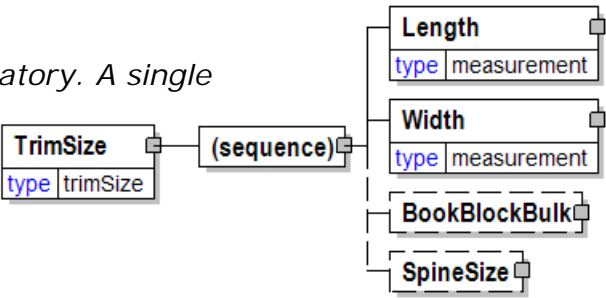 Length
type measurement
atory. A single
Width
TrimSize
(sequence)
type measurement
type trimSize
BookBlockBulk
SpineSize